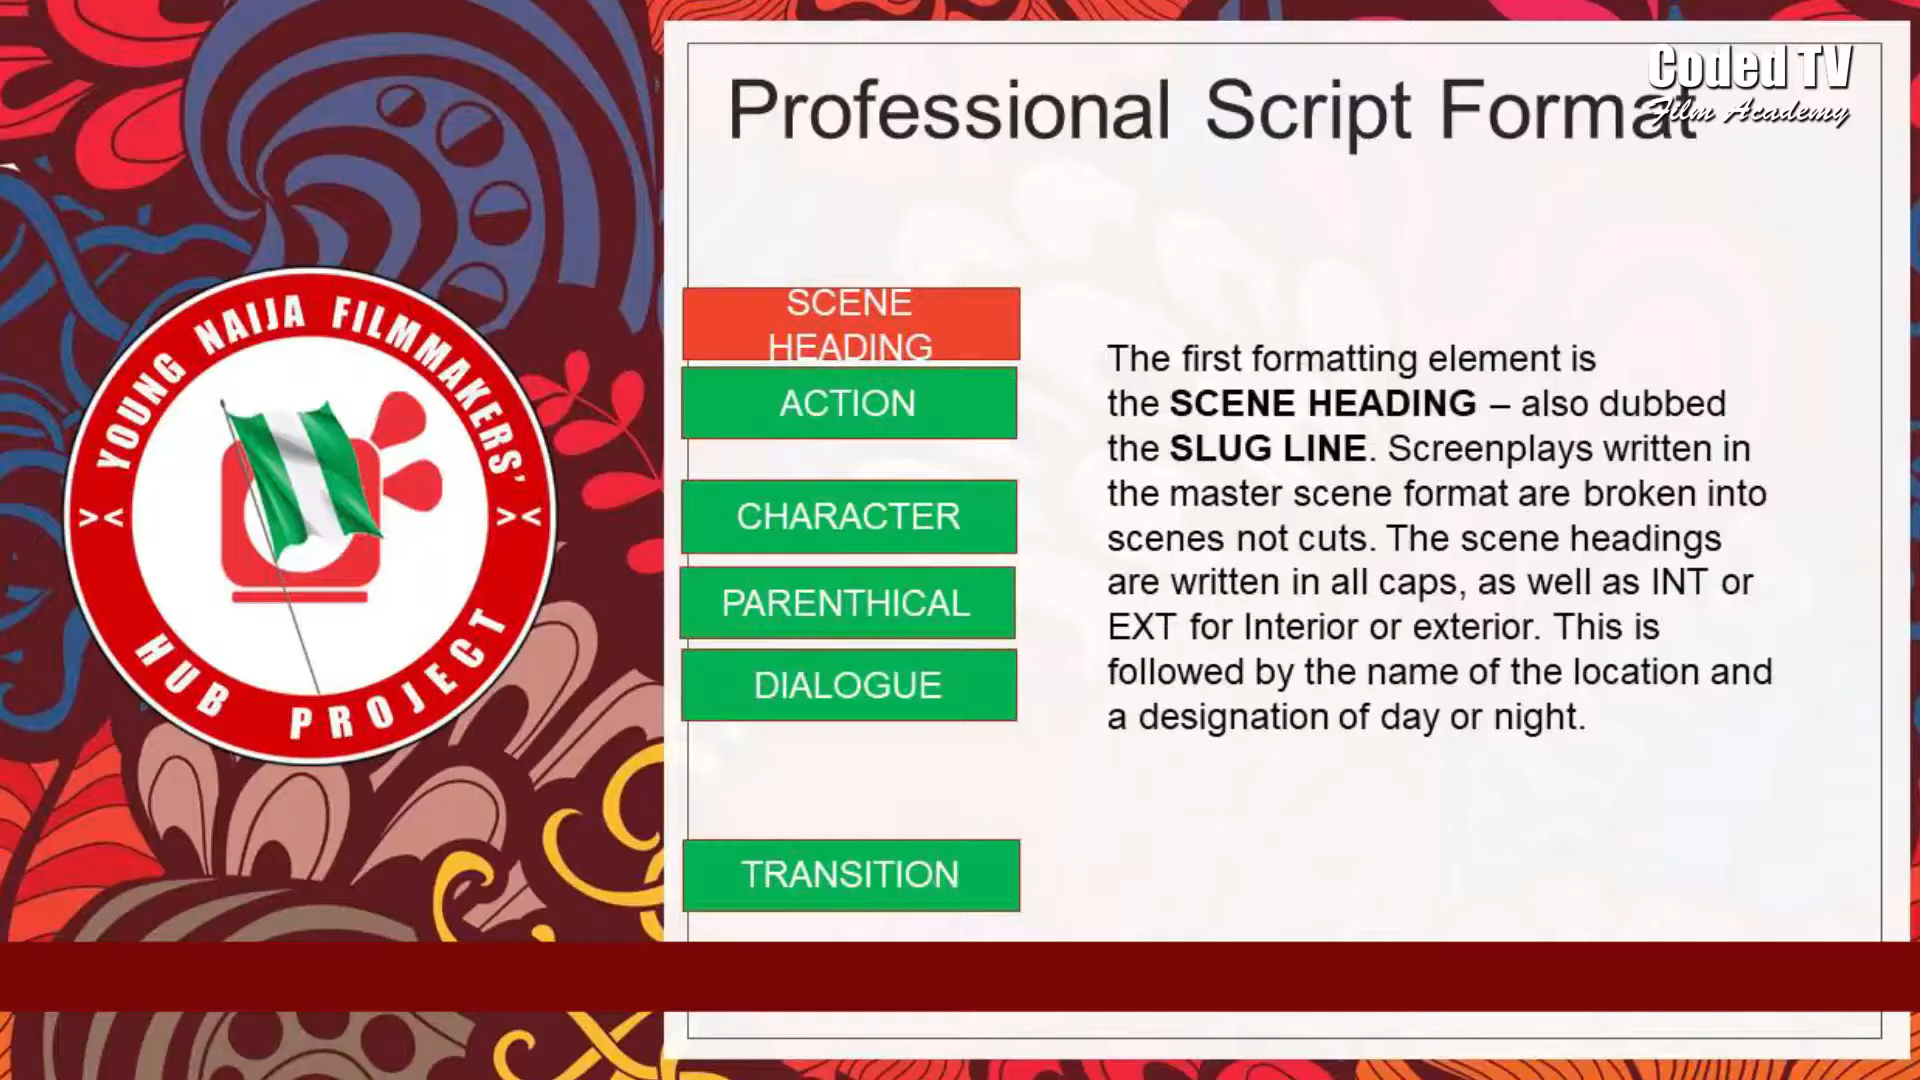 Coded TV
Film Academy
Professional Script Format
YOUNG NAIJA FILMMAKERS'
HUB PROJECT
SCENE
HEADING
ACTION
CHARACTER
PARENTHICAL
DIALOGUE
TRANSITION
The first formatting element is
the SCENE HEADING – also dubbed
the SLUG LINE. Screenplays written in
the master scene format are broken into
scenes not cuts. The scene headings
are written in all caps, as well as INT or
EXT for Interior or exterior. This is
followed by the name of the location and
a designation of day or night.